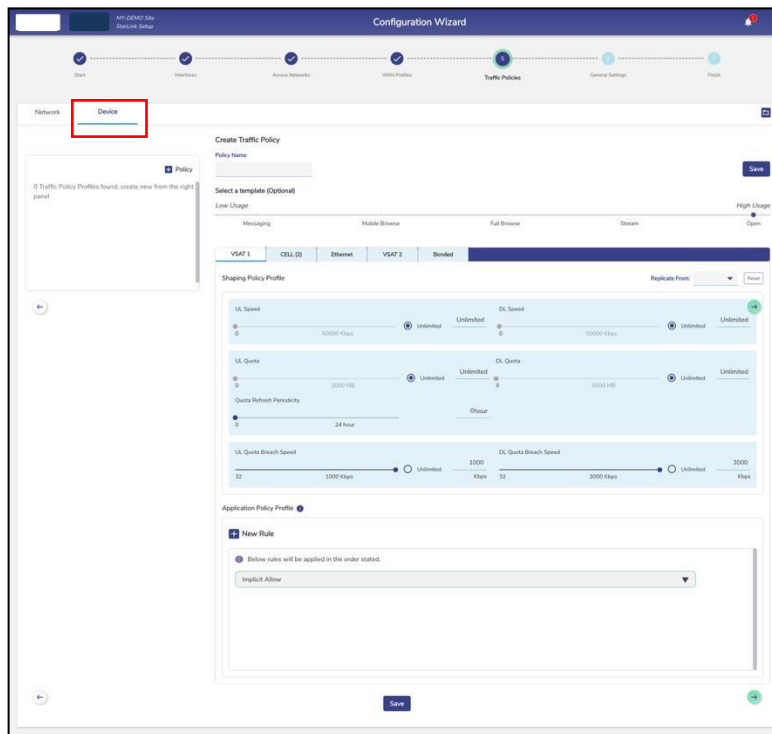 MY-DEMO Site
StarLink Setup
Configuration Wizard
Start
Interfaces
Access Networks
WAN Profiles
5
Traffic Policies
General Settings
Finish
Network
Device
Policy
0 Traffic Policy Profiles found, create new from the right
panel
Create Traffic Policy
Policy Name
Save
Select a template (Optional)
Low Usage
High Usage
Messaging
Mobile Browse
Full Browse
Stream
Open
VSAT 1
CELL (2)
Ethernet
VSAT 2
Bonded
Shaping Policy Profile
Replicate From:
Reset
UL Speed
0
50000 Kbps
Unlimited
Unlimited
DL Speed
0
50000 Kbps
Unlimited
Unlimited
UL Quota
0
2000 MB
Unlimited
Unlimited
DL Quota
0
5000 MB
Unlimited
Unlimited
Quota Refresh Periodicity
0
24 hour
0hour
UL Quota Breach Speed
32
1000 Kbps
Unlimited
1000
Kbps
DL Quota Breach Speed
32
3000 Kbps
Unlimited
3000
Kbps
Application Policy Profile
New Rule
Below rules will be applied in the order stated.
Implicit Allow
Save